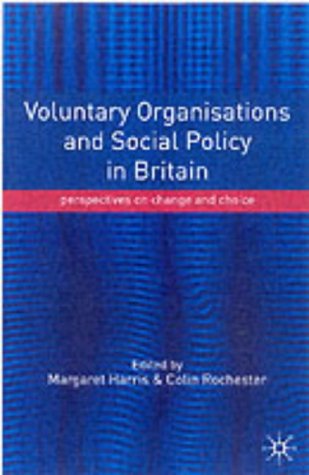 Voluntary Organisations
and Social Policy
in Britain
perspectives on change and choice
Edited by
Margaret Harris & Colin Rochester